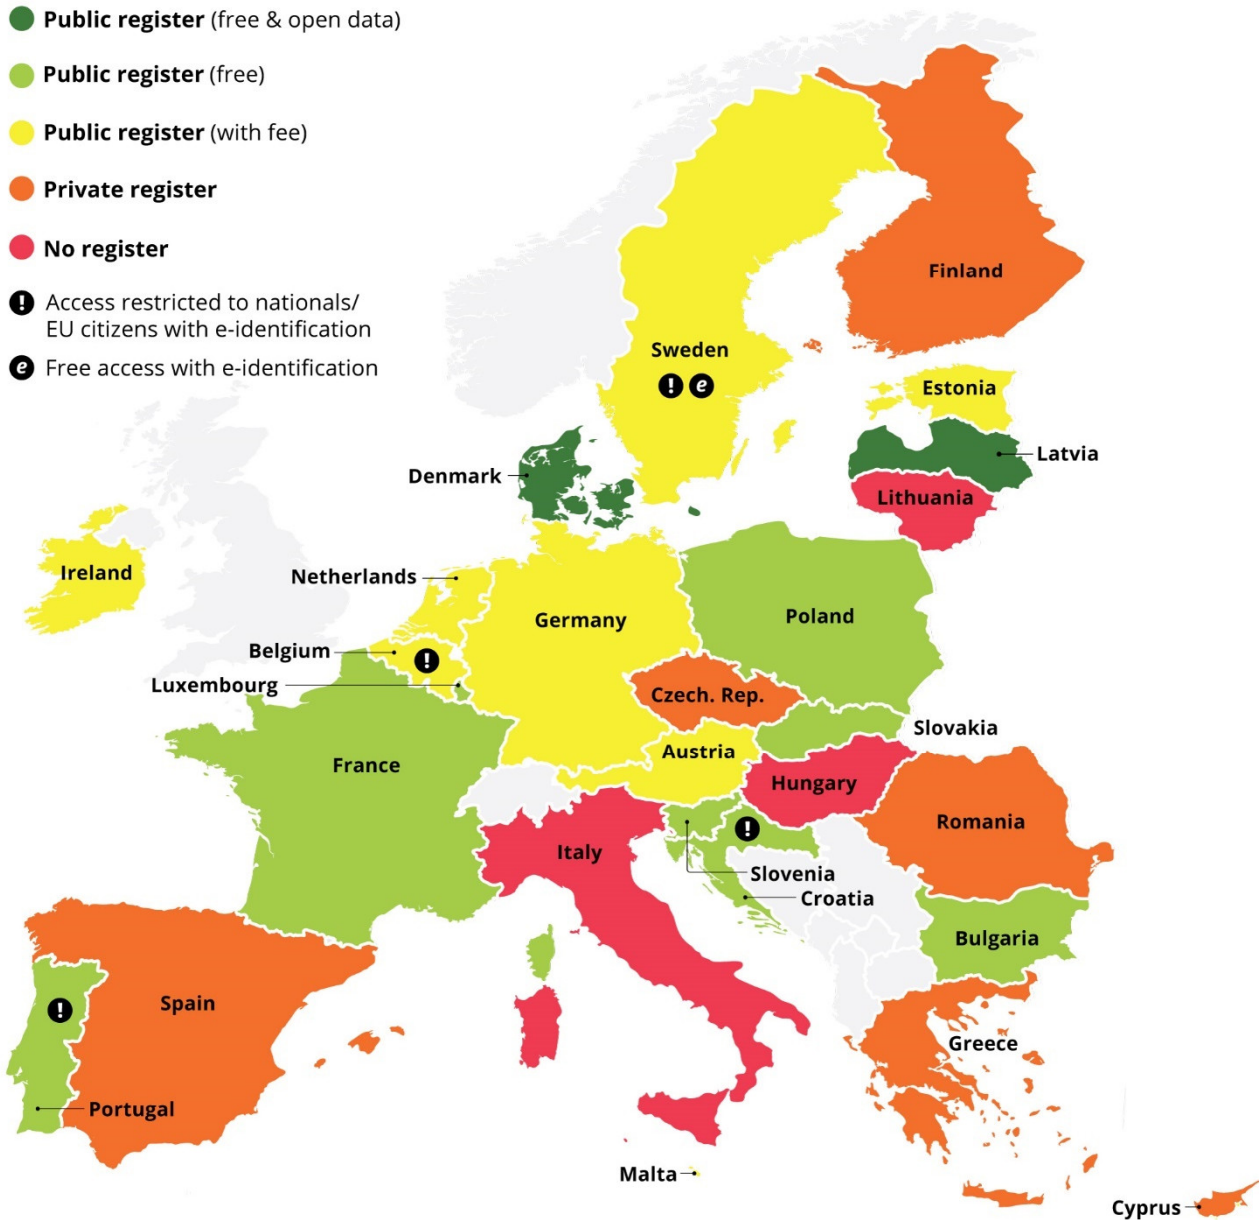 Public register (free & open data)
Public register (free)
Public register (with fee)
Private register
No register
! Access restricted to nationals/
EU citizens with e-identification
e Free access with e-identification
Finland
Sweden
! e
Estonia
Latvia
Denmark
Lithuania
Ireland
Netherlands
Germany
Poland
Belgium
!
Luxembourg
Czech. Rep.
Slovakia
Austria
France
Hungary
Romania
!
Italy
Slovenia
Croatia
Bulgaria
Spain
!
Greece
Portugal
Malta
Cyprus